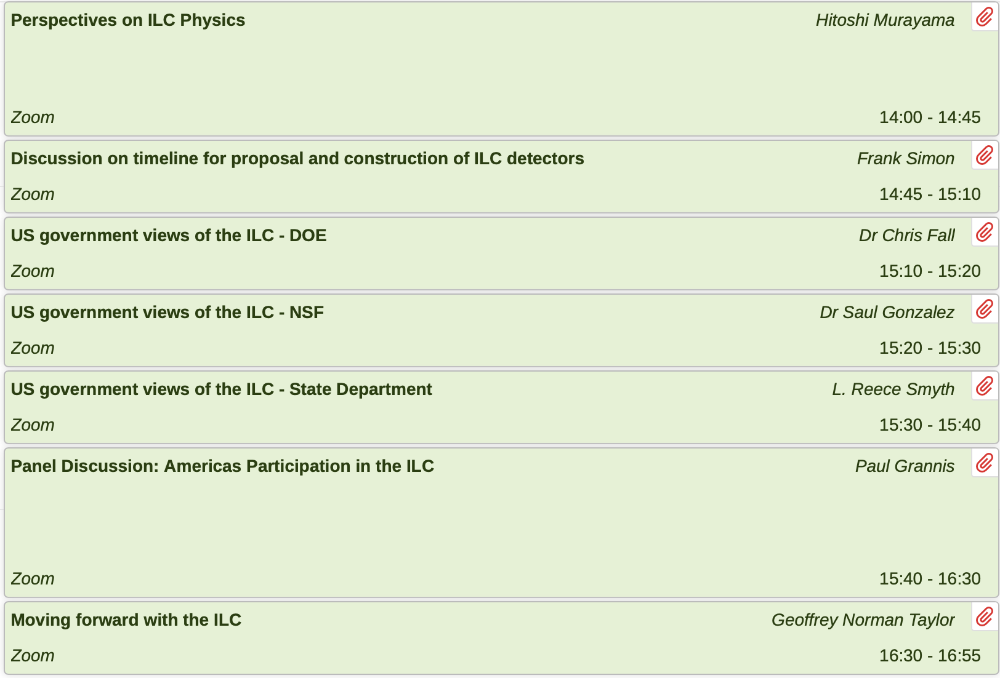 Perspectives on ILC Physics Hitoshi Murayama
Zoom 14:00 - 14:45
Discussion on timeline for proposal and construction of ILC detectors Frank Simon
Zoom 14:45 - 15:10
US government views of the ILC - DOE Dr Chris Fall
Zoom 15:10 - 15:20
US government views of the ILC - NSF Dr Saul Gonzalez
Zoom 15:20 - 15:30
US government views of the ILC - State Department L. Reece Smyth
Zoom 15:30 - 15:40
Panel Discussion: Americas Participation in the ILC Paul Grannis
Zoom 15:40 - 16:30
Moving forward with the ILC Geoffrey Norman Taylor
Zoom 16:30 - 16:55